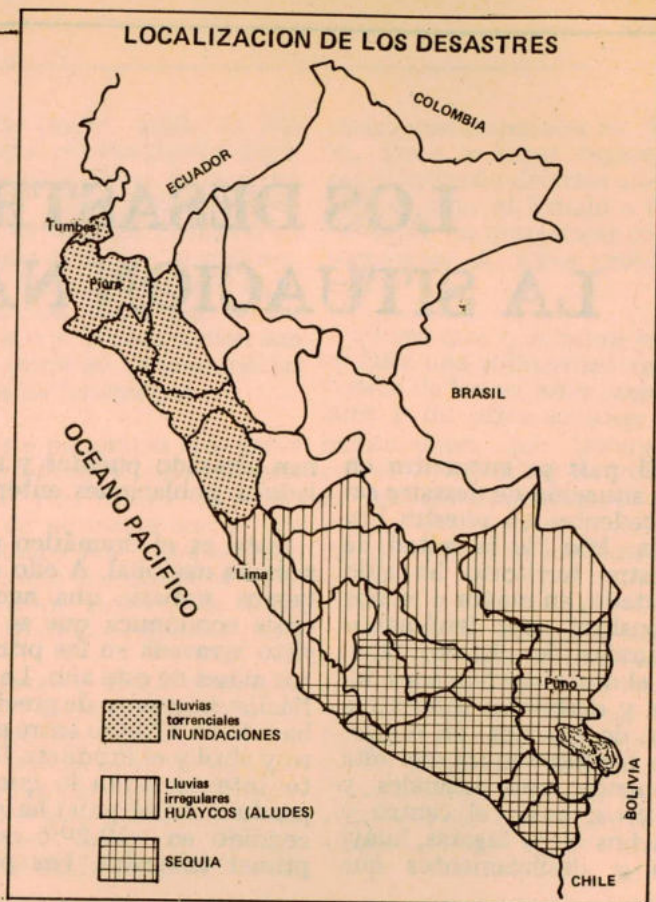 LOCALIZACION DE LOS DESASTRES
COLOMBIA
ECUADOR
Tumbes
Piura
BRASIL
OCEANO PACIFICO
Lima
Puno
BOLIVIA
CHILE
Lluvias
torrenciales
INUNDACIONES
Lluvias
irregulares
HUAYCOS (ALUDES)
SEQUIA